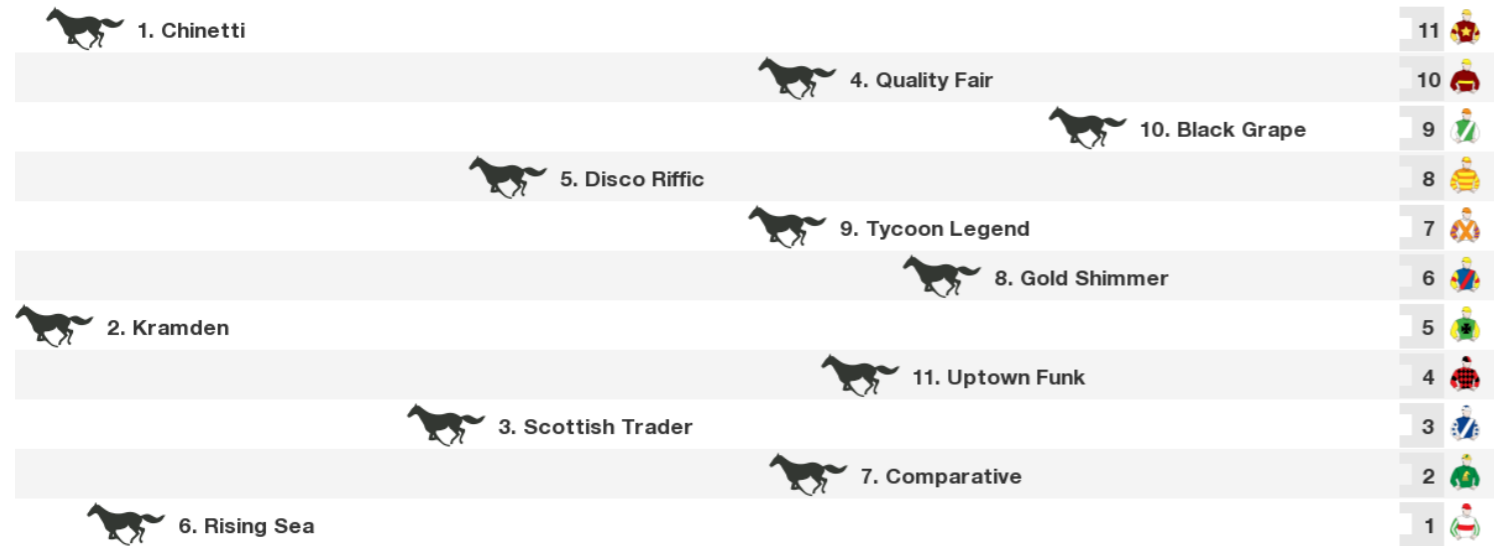 1. Chinetti 11
4. Quality Fair 10
10. Black Grape 9
5. Disco Riffic 8
9. Tycoon Legend 7
8. Gold Shimmer 6
2. Kramden 5
11. Uptown Funk 4
3. Scottish Trader 3
7. Comparative 2
6. Rising Sea 1